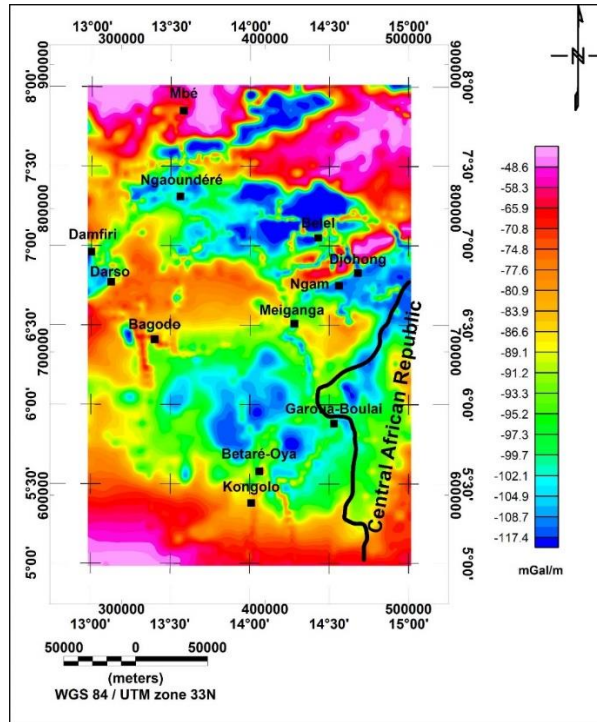 13°00' 13°30' 14°00' 14°30' 15°00'
300000 400000 500000
N
900000 900000
8°00' 8°00'
Mbé
7°30' 7°30'
Ngaoundéré
800000 800000
Belel
Damfiri
7°00' 7°00'
Djohong
Darso
Ngam
Meiganga
6°30' 6°30'
Bagodo
700000 700000
6°00' 6°00'
Garoua-Boulai
Central African Republic
Betaré-Oya
5°30' 5°30'
Kongolo
600000 600000
5°00' 5°00'
-48.6
-58.3
-65.9
-70.8
-74.8
-77.6
-80.9
-83.9
-86.6
-89.1
-91.2
-93.3
-95.2
-97.3
-99.7
-102.1
-104.9
-108.7
-117.4
mGal/m
300000 400000 500000
13°00' 13°30' 14°00' 14°30' 15°00'
50000 0 50000
(meters)
WGS 84 / UTM zone 33N